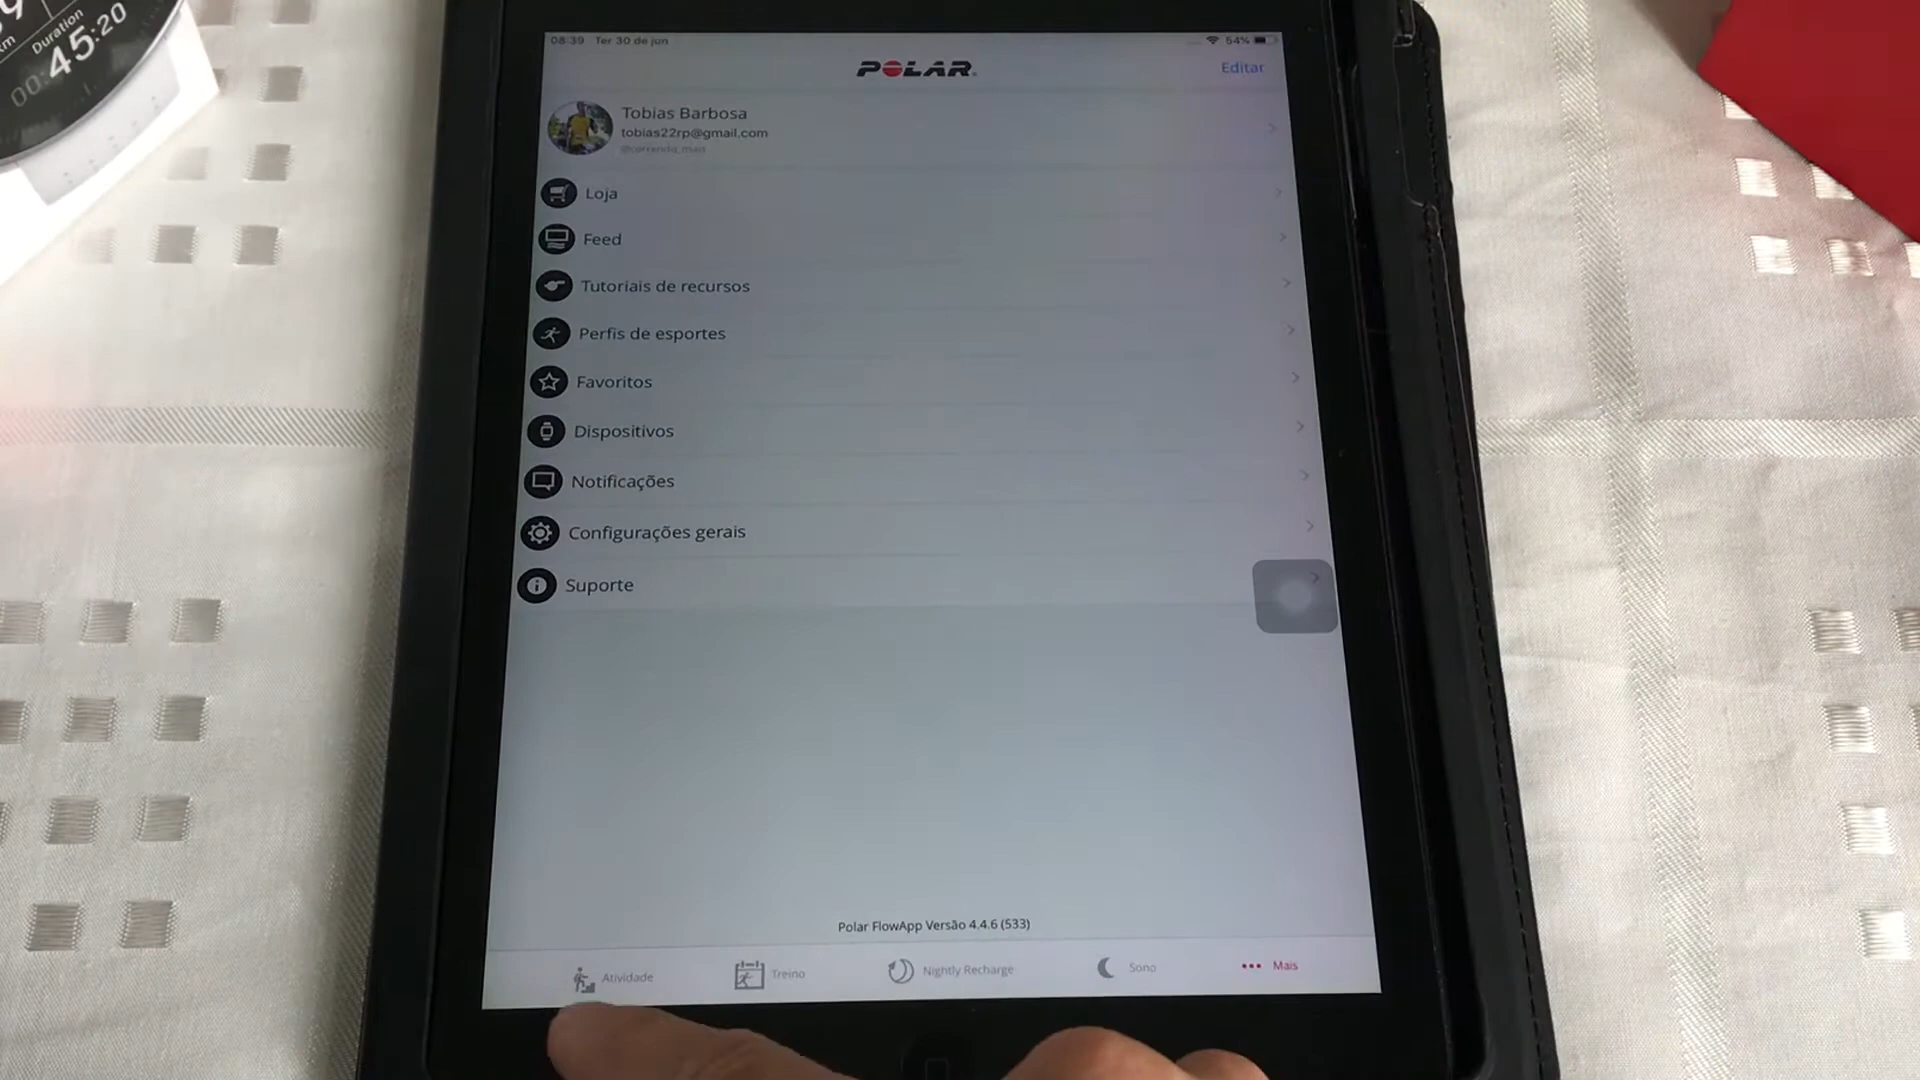 km
Duration
00:45:20
08:39 Ter 30 de jun
54%
POLAR
Editar
Tobias Barbosa
tobias22rp@gmail.com
@correndo_mais
Loja
Feed
Tutoriais de recursos
Perfis de esportes
Favoritos
Dispositivos
Notificações
Configurações gerais
Suporte
Polar FlowApp Versão 4.4.6 (533)
Atividade
Treino
Nightly Recharge
Sono
Mais